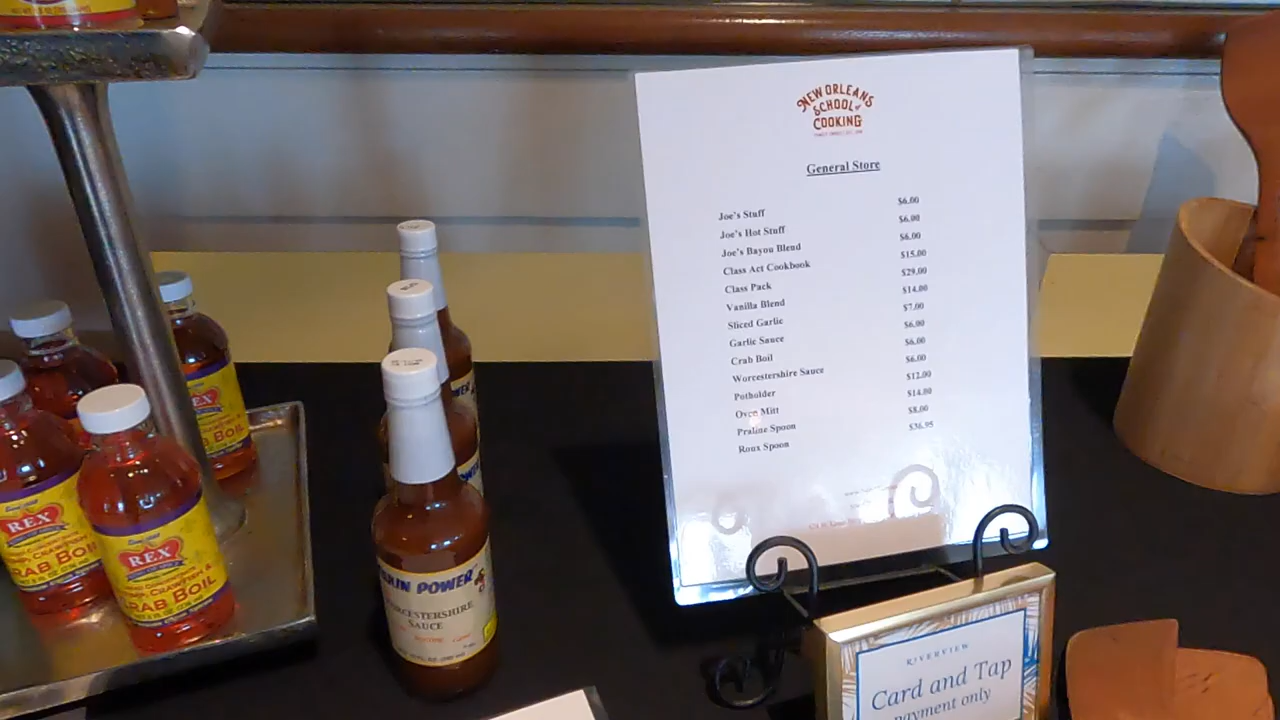 NEW ORLEANS
SCHOOL of
COOKING
General Store
Joe's Stuff $6.00
Joe's Hot Stuff $6.00
Joe's Bayou Blend $6.00
Class Act Cookbook $15.00
Class Pack $29.00
Vanilla Blend $14.00
Sliced Garlic $7.00
Garlic Sauce $6.00
Crab Boil $6.00
Worcestershire Sauce $6.00
Potholder $12.00
Oven Mitt $14.00
Praline Spoon $8.00
Roux Spoon $36.95
REX
CRAB BOIL
REX
CRAB BOIL
REX
CRAB BOIL
POWER
WORCESTERSHIRE
SAUCE
RIVERVIEW
Card and Tap
payment only